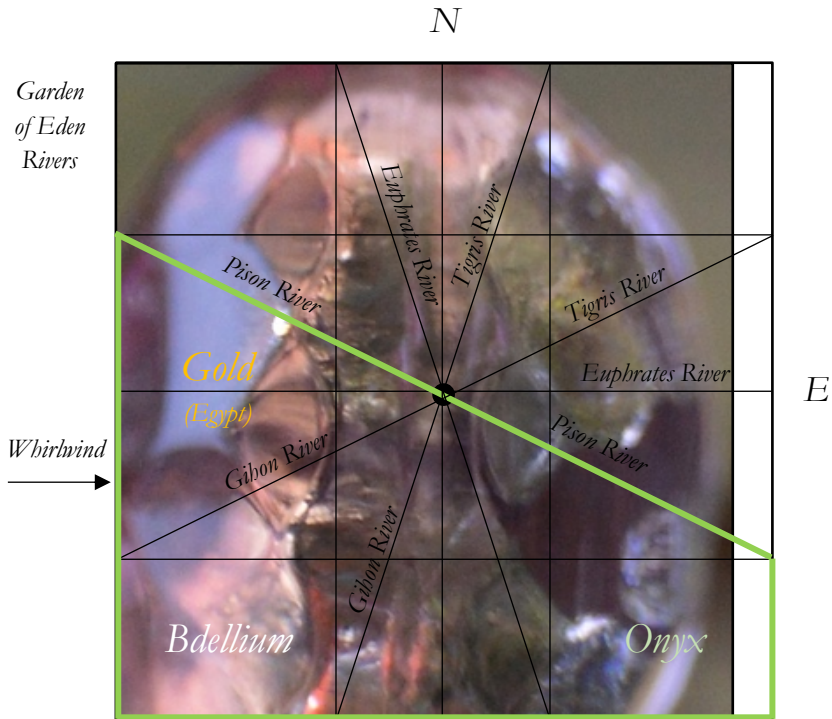 N
Garden
of Eden
Rivers
Euphrates River
Tigris River
Pison River
Tigris River
Gold
(Egypt)
Euphrates River
E
Whirlwind
Gihon River
Pison River
Gihon River
Bdellium
Onyx